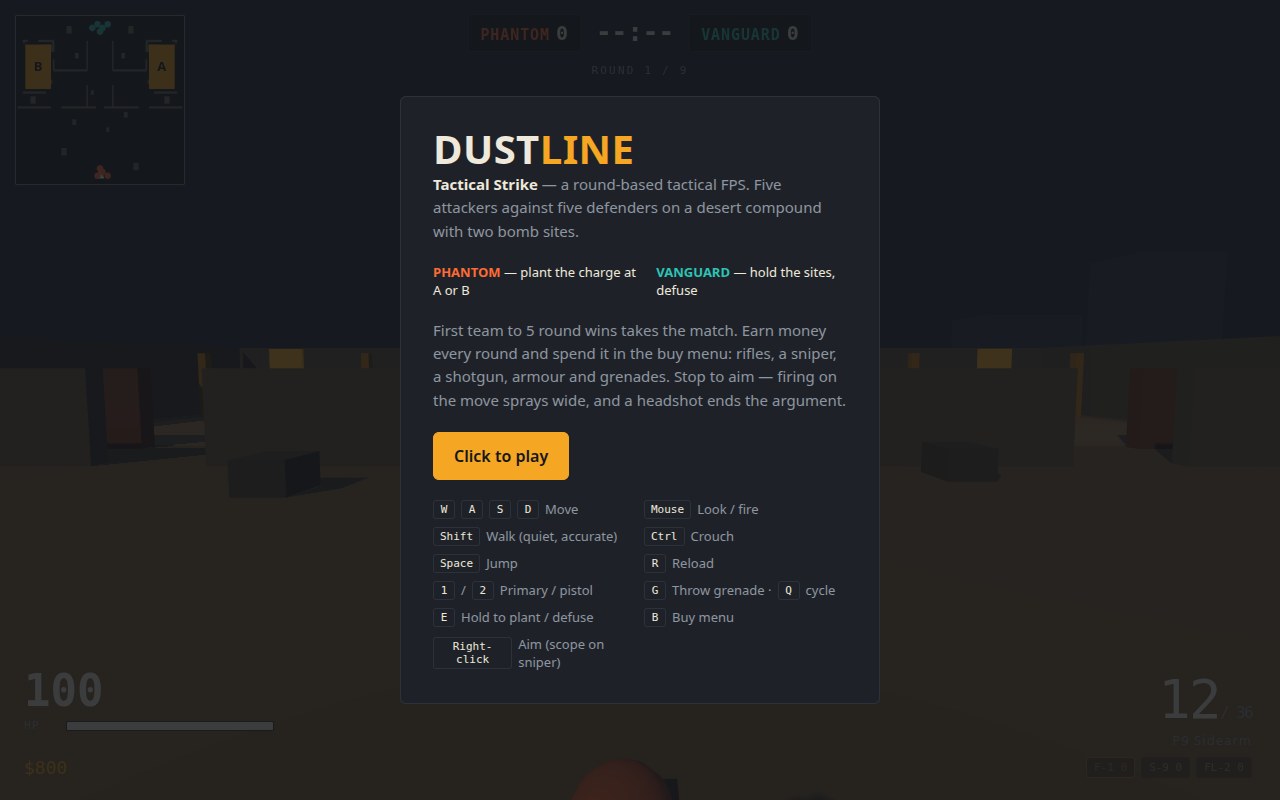 B
A
PHANTOM 0
--:--
VANGUARD 0
ROUND 1 / 9
DUSTLINE
Tactical Strike — a round-based tactical FPS. Five
attackers against five defenders on a desert compound
with two bomb sites.
PHANTOM — plant the charge at
A or B
VANGUARD — hold the sites,
defuse
First team to 5 round wins takes the match. Earn money
every round and spend it in the buy menu: rifles, a sniper,
a shotgun, armour and grenades. Stop to aim — firing on
the move sprays wide, and a headshot ends the argument.
Click to play
W A S D Move
Mouse Look / fire
Shift Walk (quiet, accurate)
Ctrl Crouch
Space Jump
R Reload
1 / 2 Primary / pistol
G Throw grenade · Q cycle
E Hold to plant / defuse
B Buy menu
Right-
click
Aim (scope on
sniper)
100
HP
$800
12 / 36
P9 Sidearm